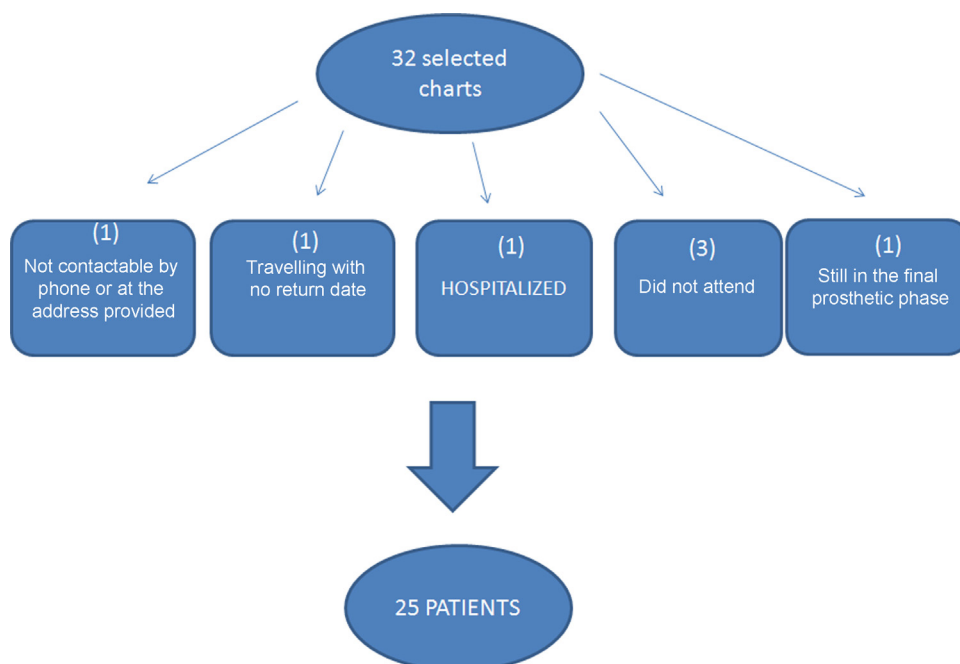 32 selected
charts
(1)
Not contactable by
phone or at the
address provided
(1)
Travelling with
no return date
(1)
HOSPITALIZED
(3)
Did not attend
(1)
Still in the final
prosthetic phase
25 PATIENTS